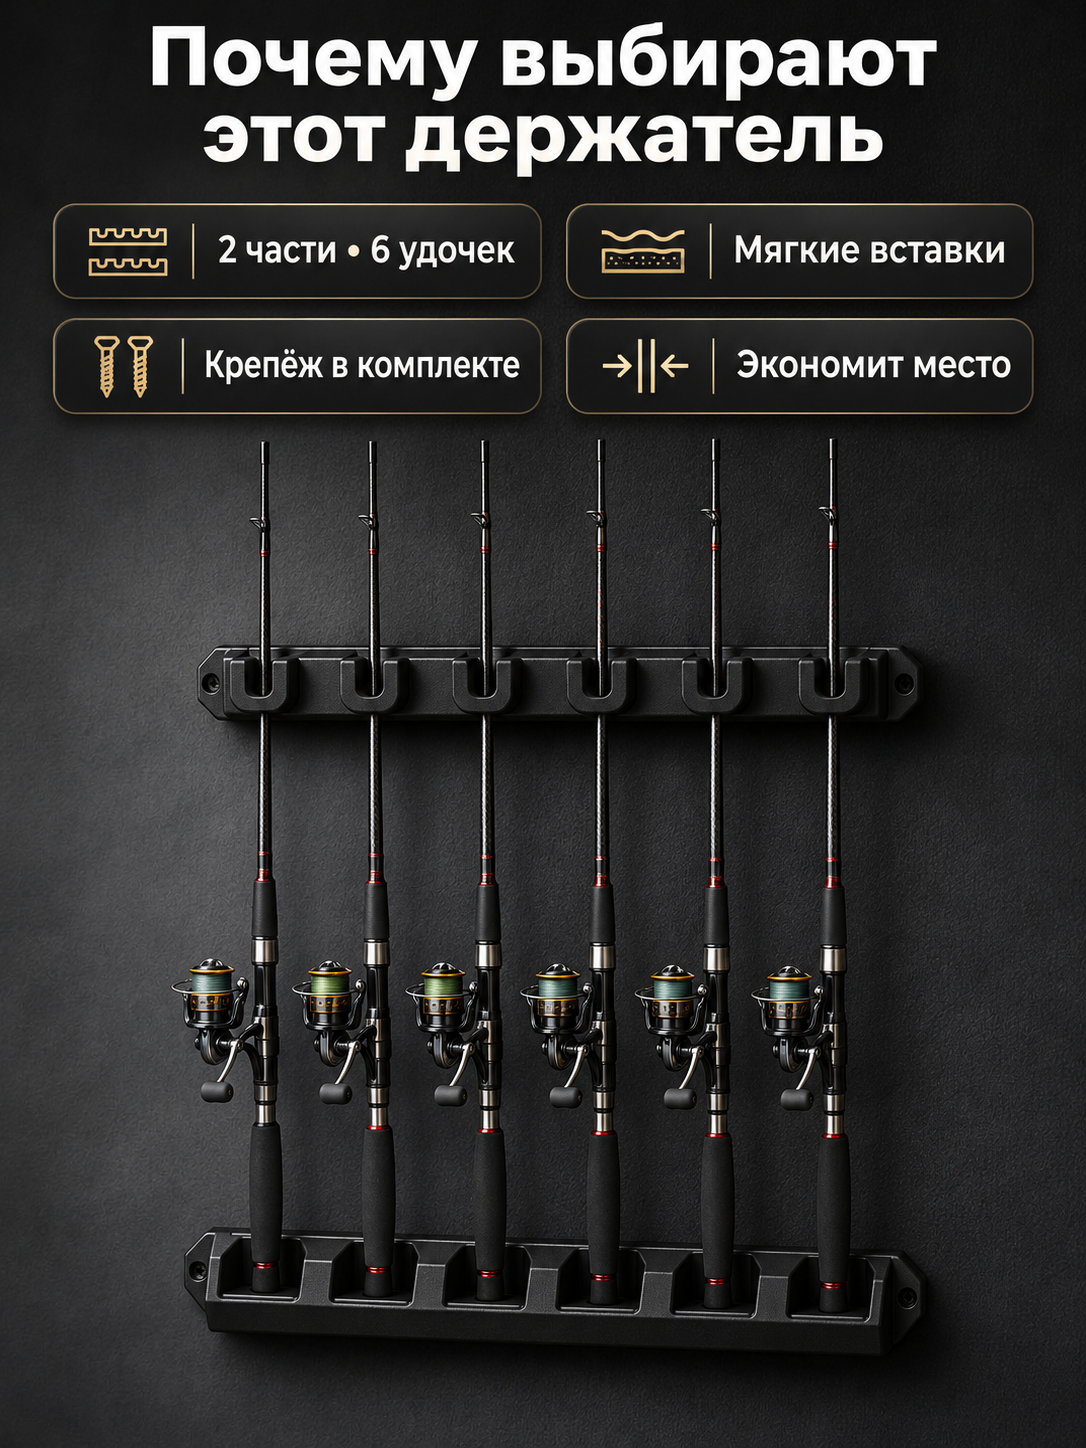 Почему выбирают
этот держатель
2 части • 6 удочек
Мягкие вставки
Крепёж в комплекте
Экономит место